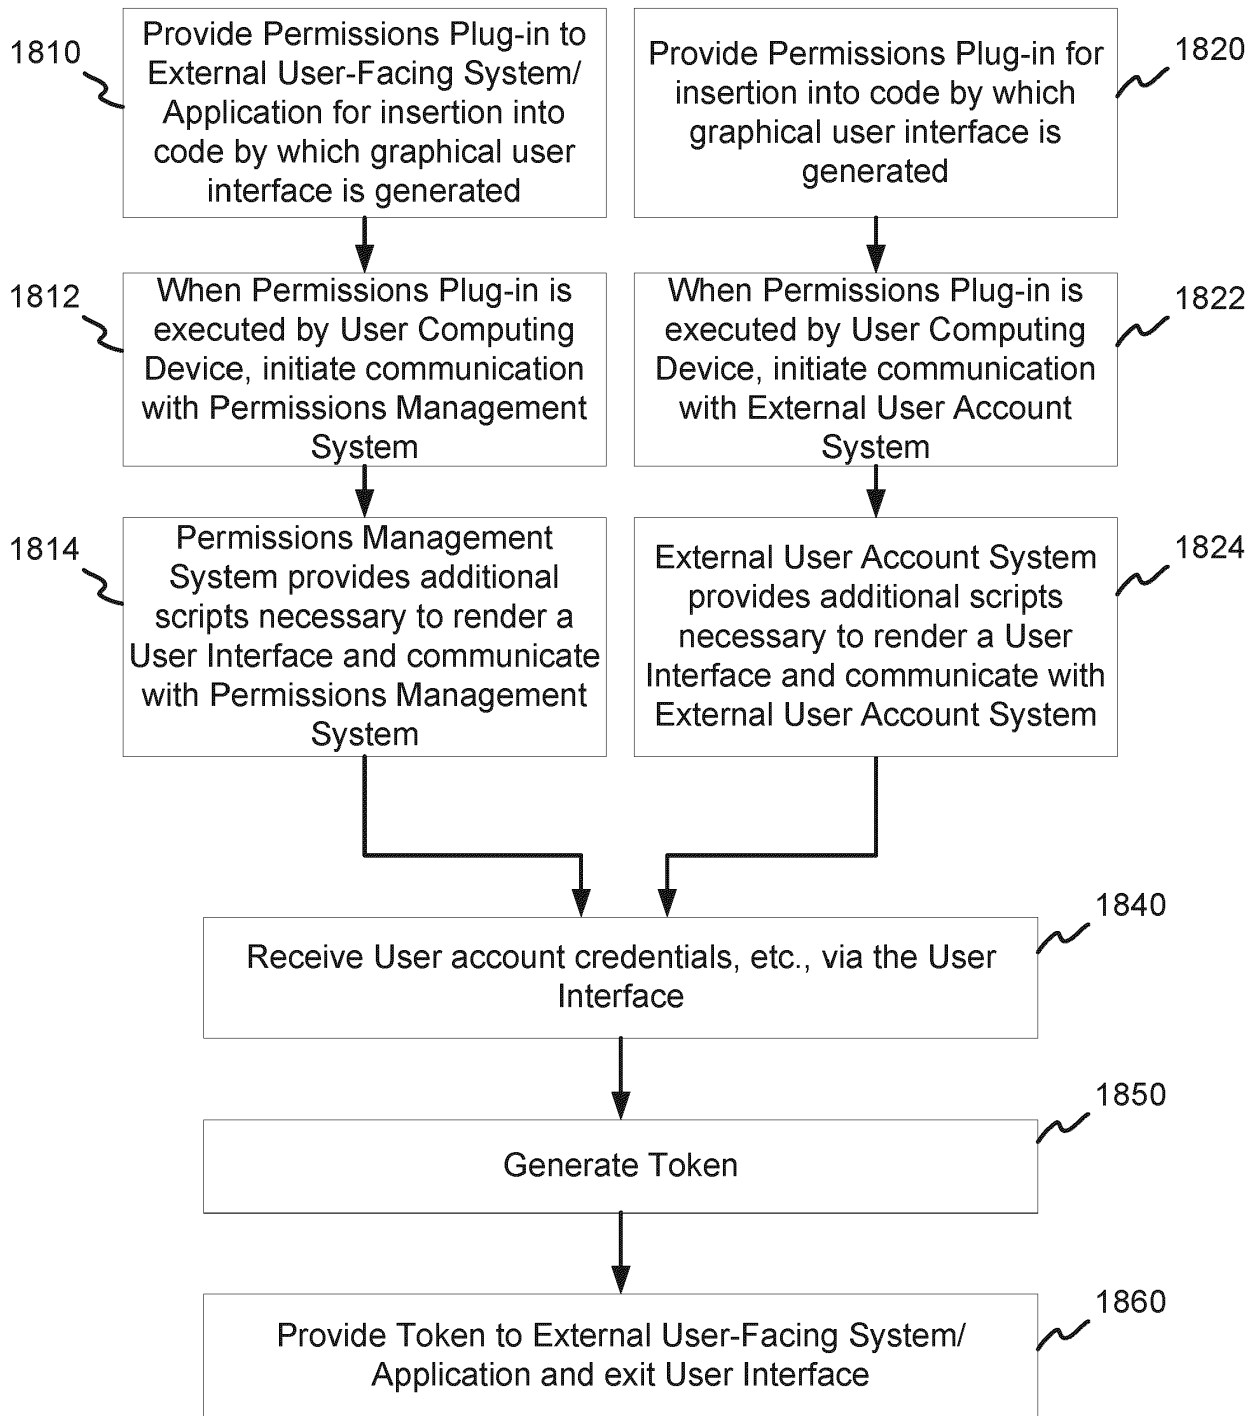 1810
Provide Permissions Plug-in to
External User-Facing System/
Application for insertion into
code by which graphical user
interface is generated
1820
Provide Permissions Plug-in for
insertion into code by which
graphical user interface is
generated
1812
When Permissions Plug-in is
executed by User Computing
Device, initiate communication
with Permissions Management
System
1822
When Permissions Plug-in is
executed by User Computing
Device, initiate communication
with External User Account
System
1814
Permissions Management
System provides additional
scripts necessary to render a
User Interface and communicate
with Permissions Management
System
1824
External User Account System
provides additional scripts
necessary to render a User
Interface and communicate with
External User Account System
1840
Receive User account credentials, etc., via the User
Interface
1850
Generate Token
1860
Provide Token to External User-Facing System/
Application and exit User Interface